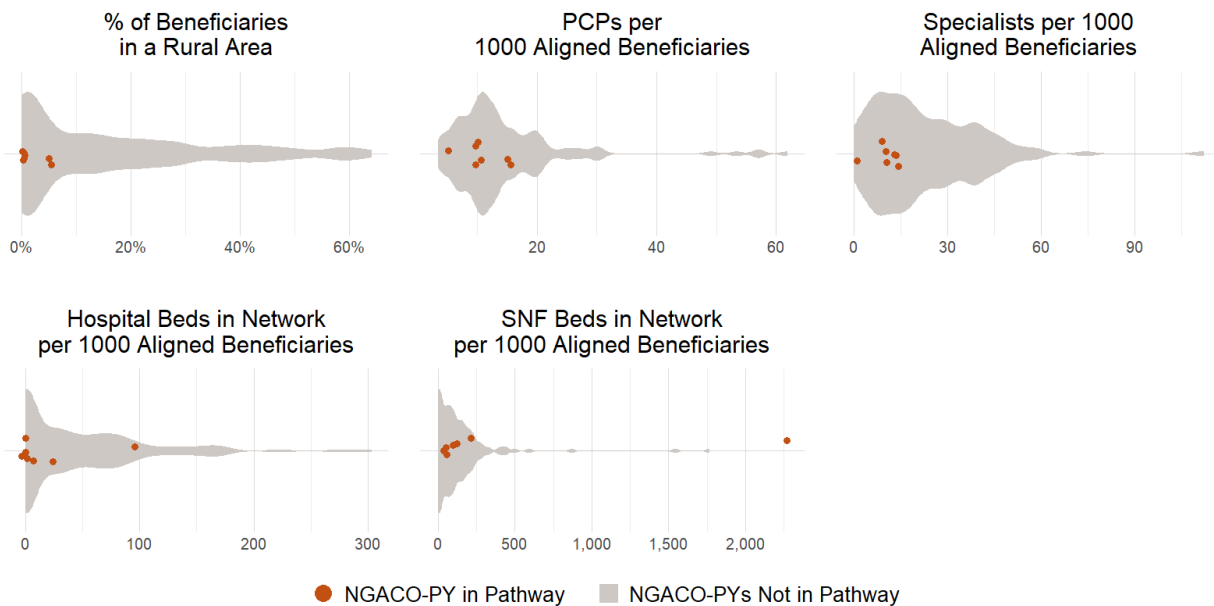 % of Beneficiaries
in a Rural Area
PCPs per
1000 Aligned Beneficiaries
Specialists per 1000
Aligned Beneficiaries
0% 20% 40% 60%
20 40 60
0 30 60 90
Hospital Beds in Network
per 1000 Aligned Beneficiaries
SNF Beds in Network
per 1000 Aligned Beneficiaries
0 100 200 300
0 500 1,000 1,500 2,000
NGACO-PY in Pathway NGACO-PYs Not in Pathway